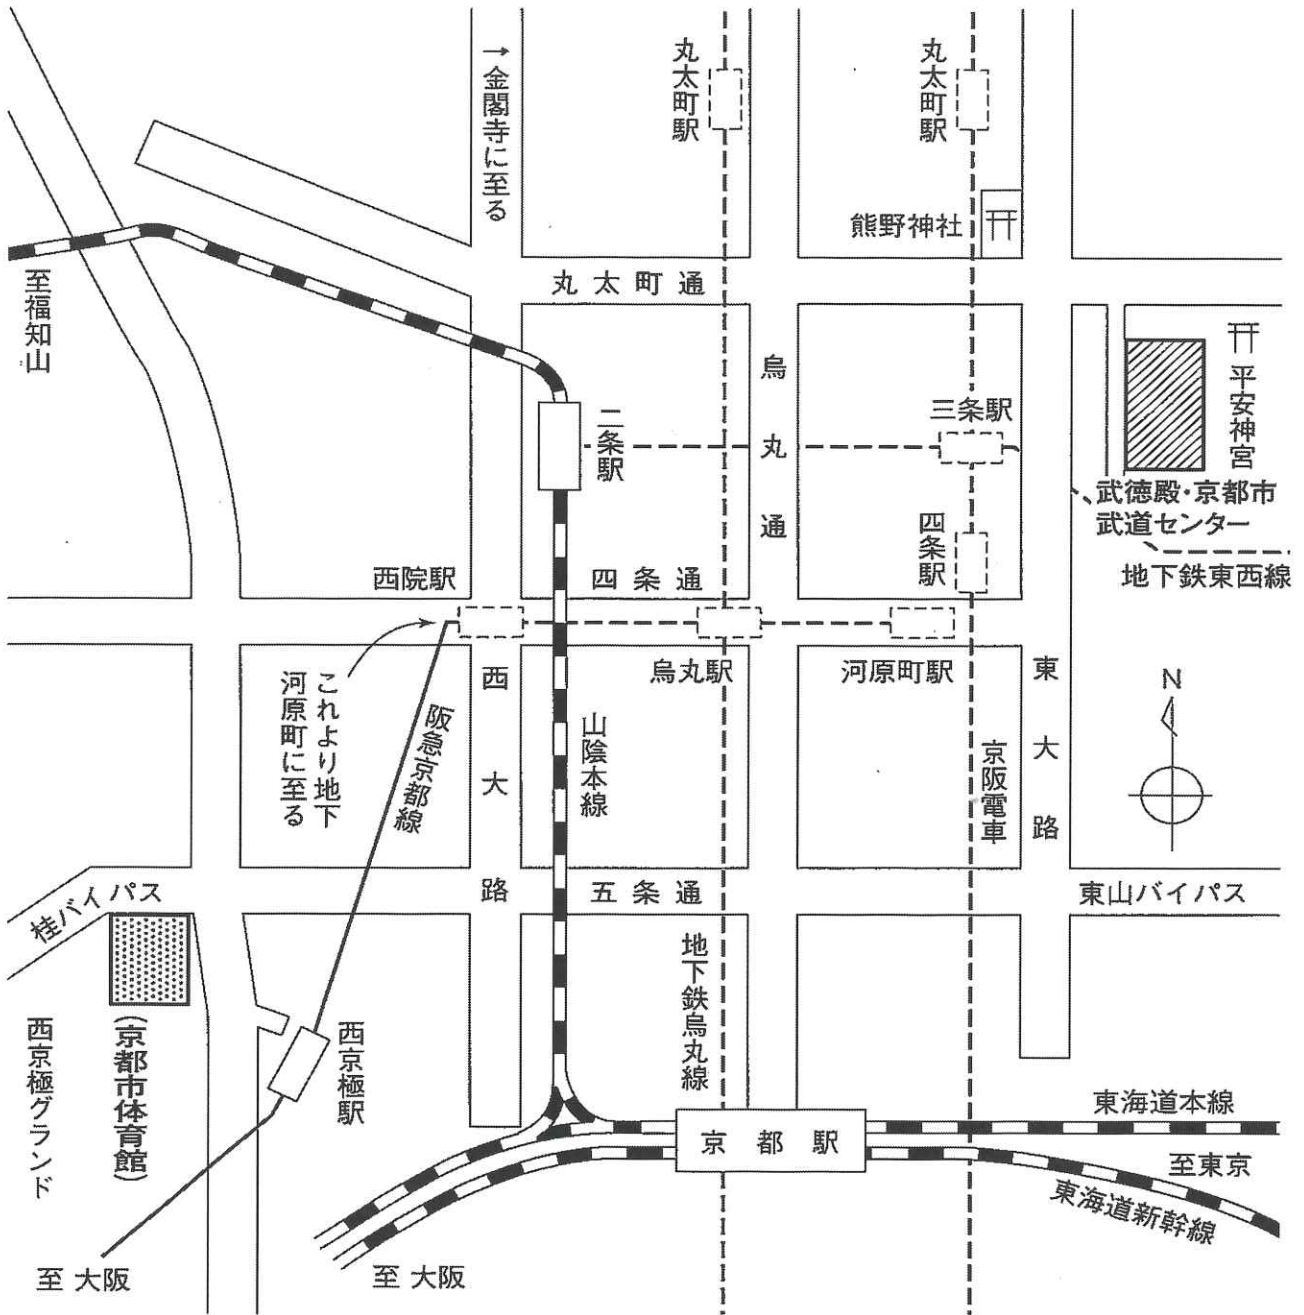 →金閣寺に至る
丸太町駅
丸太町駅
熊野神社
丸太町通
至福知山
烏丸通
二条駅
三条駅
平安神宮
武徳殿・京都市
武道センター
四条駅
地下鉄東西線
西院駅
四条通
烏丸駅
河原町駅
これより地下
河原町に至る
阪急京都線
西大路
山陰本線
京阪電車
東大路
N
桂バイパス
五条通
東山バイパス
地下鉄烏丸線
西京極グランド
(京都市体育館)
西京極駅
京都駅
東海道本線
至東京
東海道新幹線
至 大阪
至 大阪